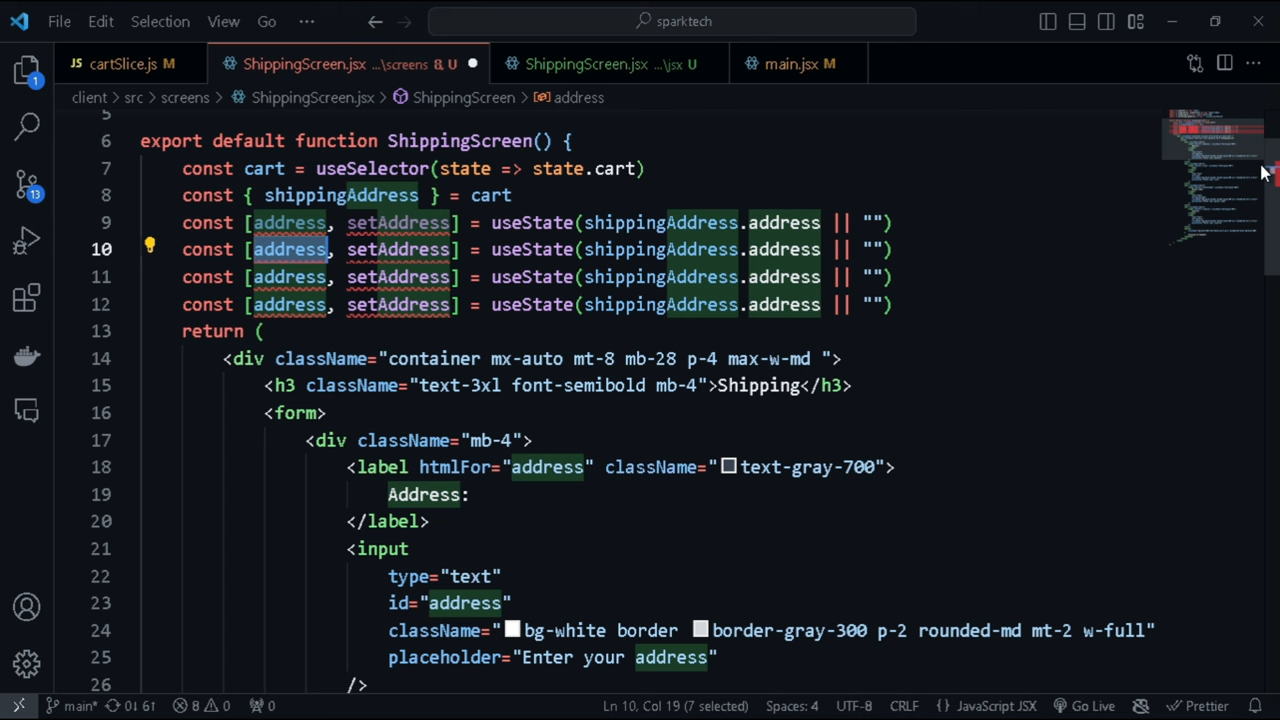 File Edit Selection View Go ··· sparktech
JS cartSlice.js M ShippingScreen.jsx ...\screens 8, U ShippingScreen.jsx ...\jsx U main.jsx M
client > src > screens > ShippingScreen.jsx > ShippingScreen > address
5
6 export default function ShippingScreen() {
7 const cart = useSelector(state => state.cart)
8 const { shippingAddress } = cart
9 const [address, setAddress] = useState(shippingAddress.address || "")
10 const [address, setAddress] = useState(shippingAddress.address || "")
11 const [address, setAddress] = useState(shippingAddress.address || "")
12 const [address, setAddress] = useState(shippingAddress.address || "")
13 return (
14 <div className="container mx-auto mt-8 mb-28 p-4 max-w-md ">
15 <h3 className="text-3xl font-semibold mb-4">Shipping</h3>
16 <form>
17 <div className="mb-4">
18 <label htmlFor="address" className="text-gray-700">
19 Address:
20 </label>
21 <input
22 type="text"
23 id="address"
24 className="bg-white border border-gray-300 p-2 rounded-md mt-2 w-full"
25 placeholder="Enter your address"
26 />
1
13
main* 0↓ 6↑ 8 0 0 Ln 10, Col 19 (7 selected) Spaces: 4 UTF-8 CRLF {} JavaScript JSX Go Live Prettier